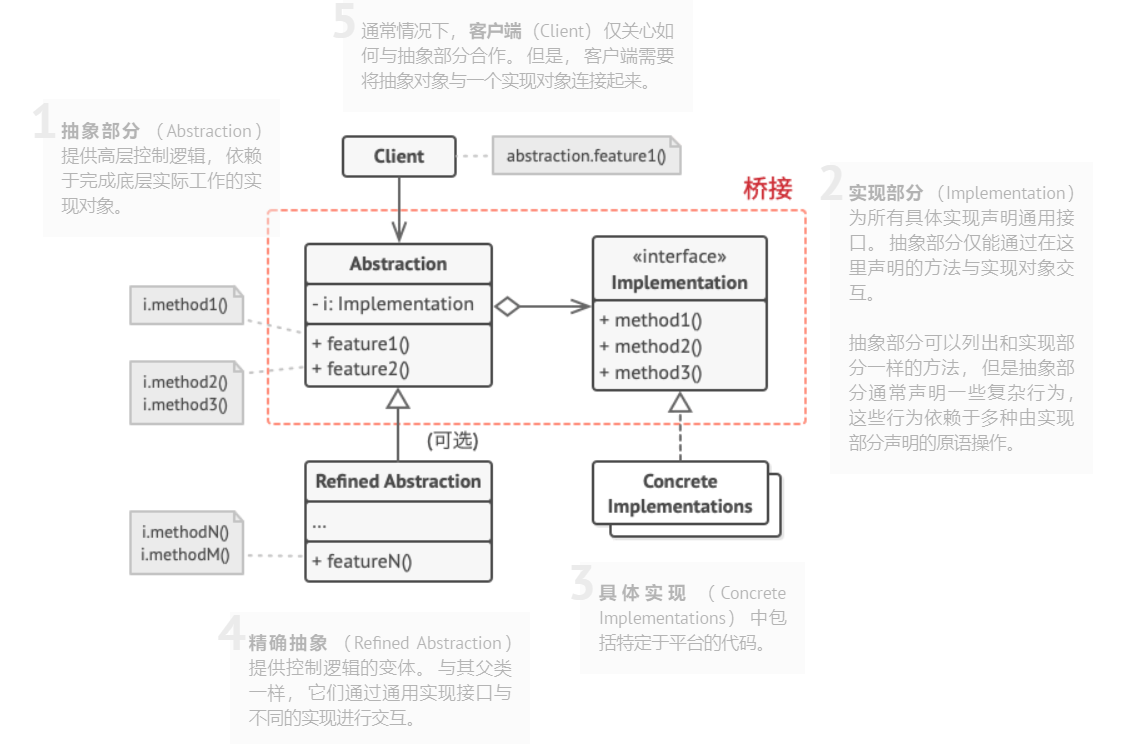 5
通常情况下，客户端（Client）仅关心如
何与抽象部分合作。但是，客户端需要
将抽象对象与一个实现对象连接起来。
1
抽象部分（Abstraction）
提供高层控制逻辑，依赖
于完成底层实际工作的实
现对象。
Client
abstraction.feature1()
桥接
2
实现部分（Implementation）
为所有具体实现声明通用接
口。抽象部分仅能通过在这
里声明的方法与实现对象交
互。
抽象部分可以列出和实现部
分一样的方法，但是抽象部
分通常声明一些复杂行为，
这些行为依赖于多种由实现
部分声明的原语操作。
Abstraction
- i: Implementation
+ feature1()
+ feature2()
«interface»
Implementation
+ method1()
+ method2()
+ method3()
i.method1()
i.method2()
i.method3()
(可选)
Refined Abstraction
...
+ featureN()
Concrete
Implementations
i.methodN()
i.methodM()
3
具体实现（Concrete
Implementations）中包
括特定于平台的代码。
4
精确抽象（Refined Abstraction）
提供控制逻辑的变体。与其父类
一样，它们通过通用实现接口与
不同的实现进行交互。